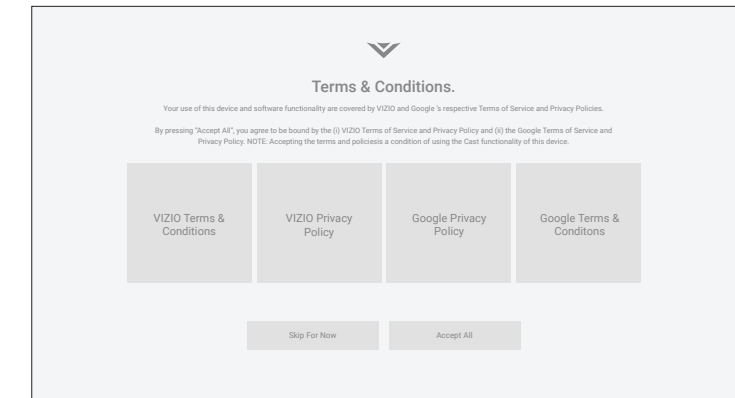 Terms & Conditions.
Your use of this device and software functionality are covered by VIZIO and Google 's respective Terms of Service and Privacy Policies.
By pressing "Accept All", you agree to be bound by the (i) VIZIO Terms of Service and Privacy Policy and (ii) the Google Terms of Service and
Privacy Policy. NOTE: Accepting the terms and policiesis a condition of using the Cast functionality of this device.
VIZIO Terms &
Conditions
VIZIO Privacy
Policy
Google Privacy
Policy
Google Terms &
Conditons
Skip For Now
Accept All